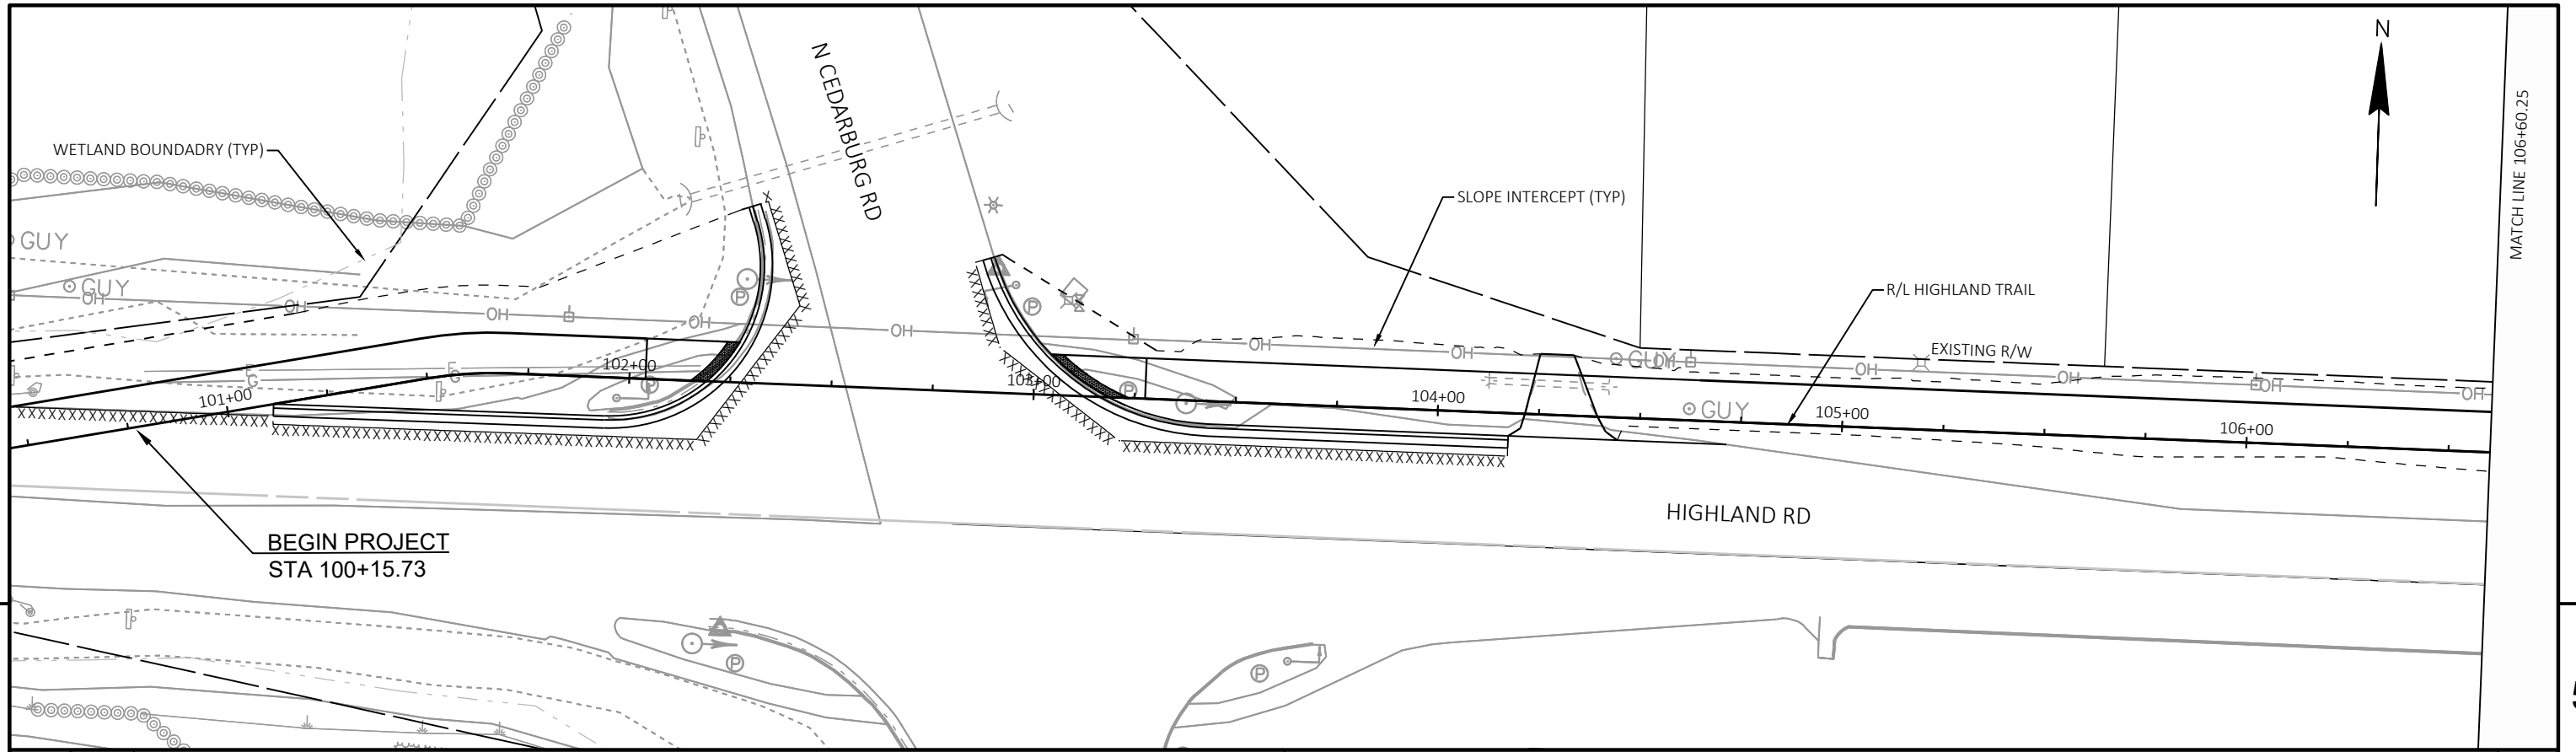 N
N CEDARBURG RD
MATCH LINE 106+60.25
WETLAND BOUNDADRY (TYP)
SLOPE INTERCEPT (TYP)
GUY
GUY
OH
OH
OH
OH
OH
OH
OH
OH
OH
OH
OH
OH
R/L HIGHLAND TRAIL
EXISTING R/W
GUY
GUY
E
G
E
G
P
P
P
P
101+00
102+00
103+00
104+00
105+00
106+00
HIGHLAND RD
BEGIN PROJECT
STA 100+15.73
P
P